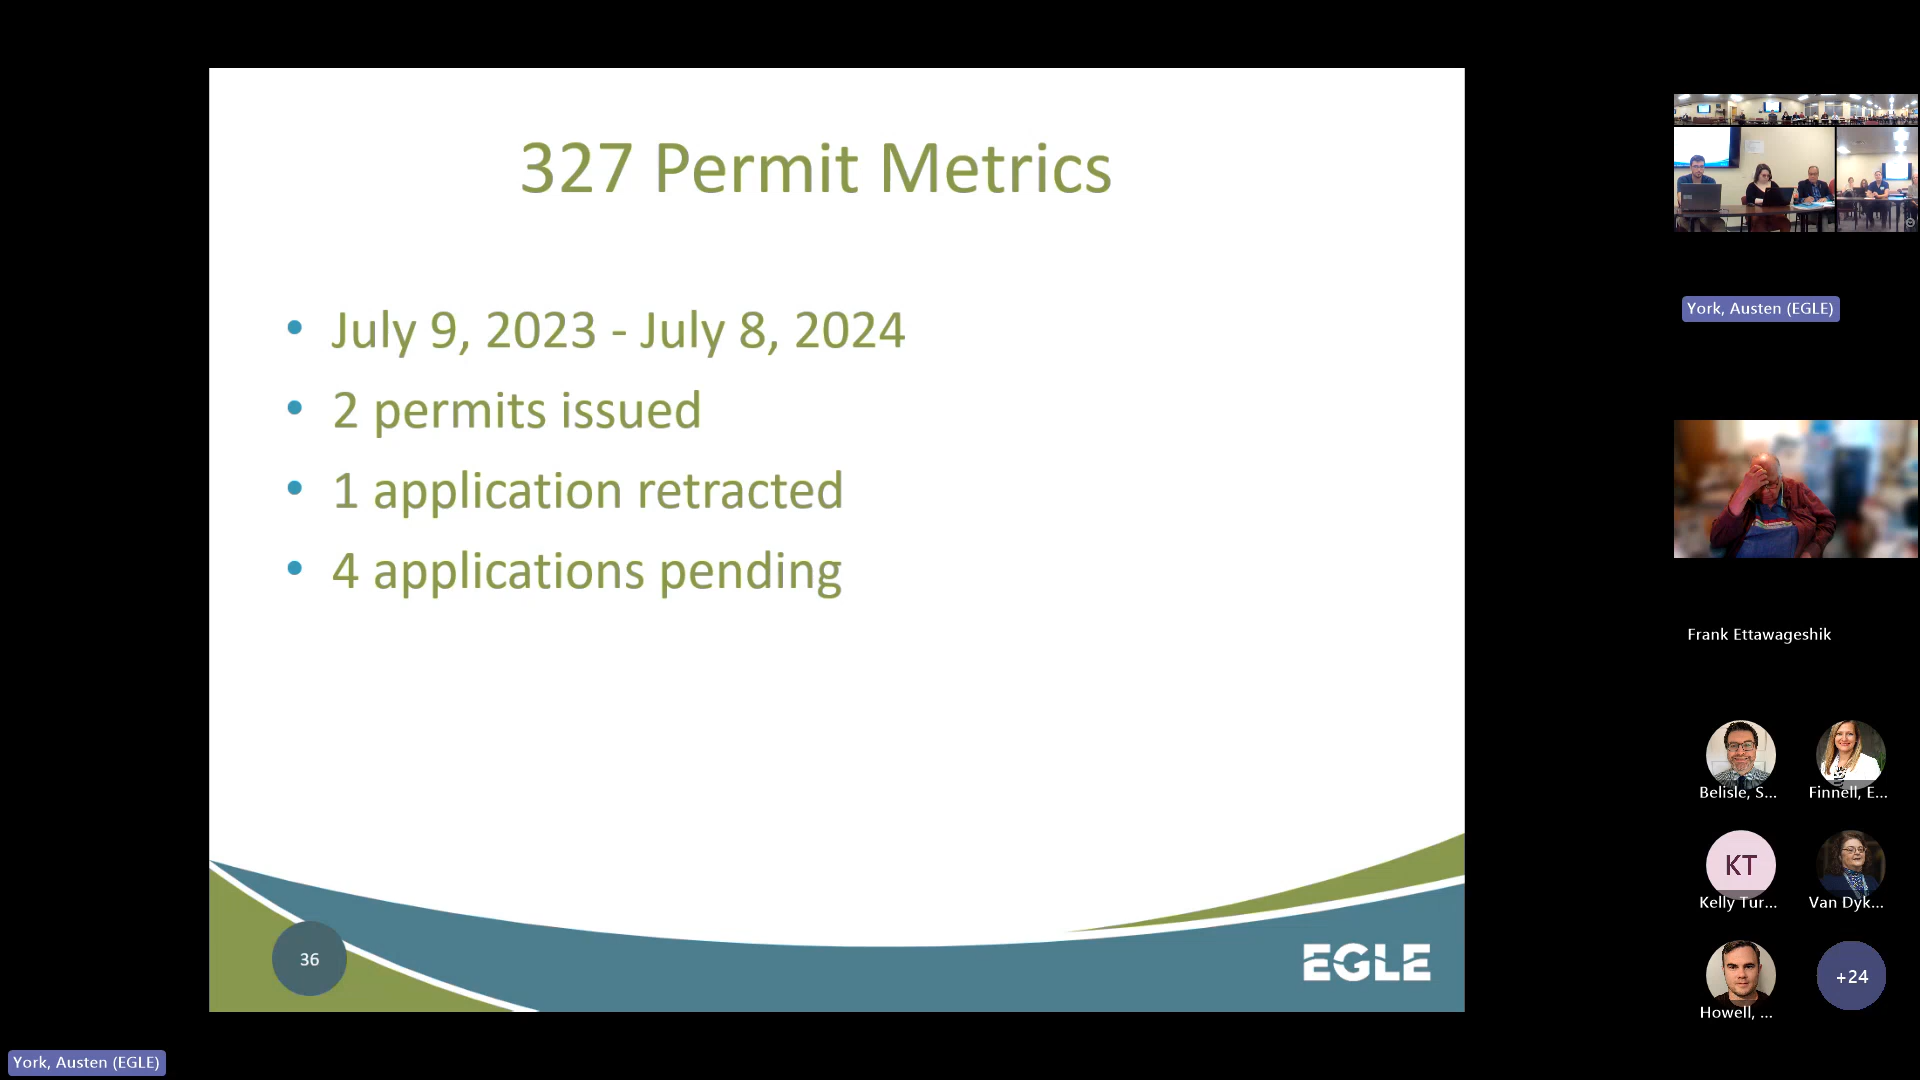 327 Permit Metrics
• July 9, 2023 - July 8, 2024
• 2 permits issued
• 1 application retracted
• 4 applications pending
36
EGLE
York, Austen (EGLE)
York, Austen (EGLE)
Frank Ettawageshik
Belisle, S...
Finnell, E...
KT
Kelly Tur...
Van Dyk...
Howell, ...
+24